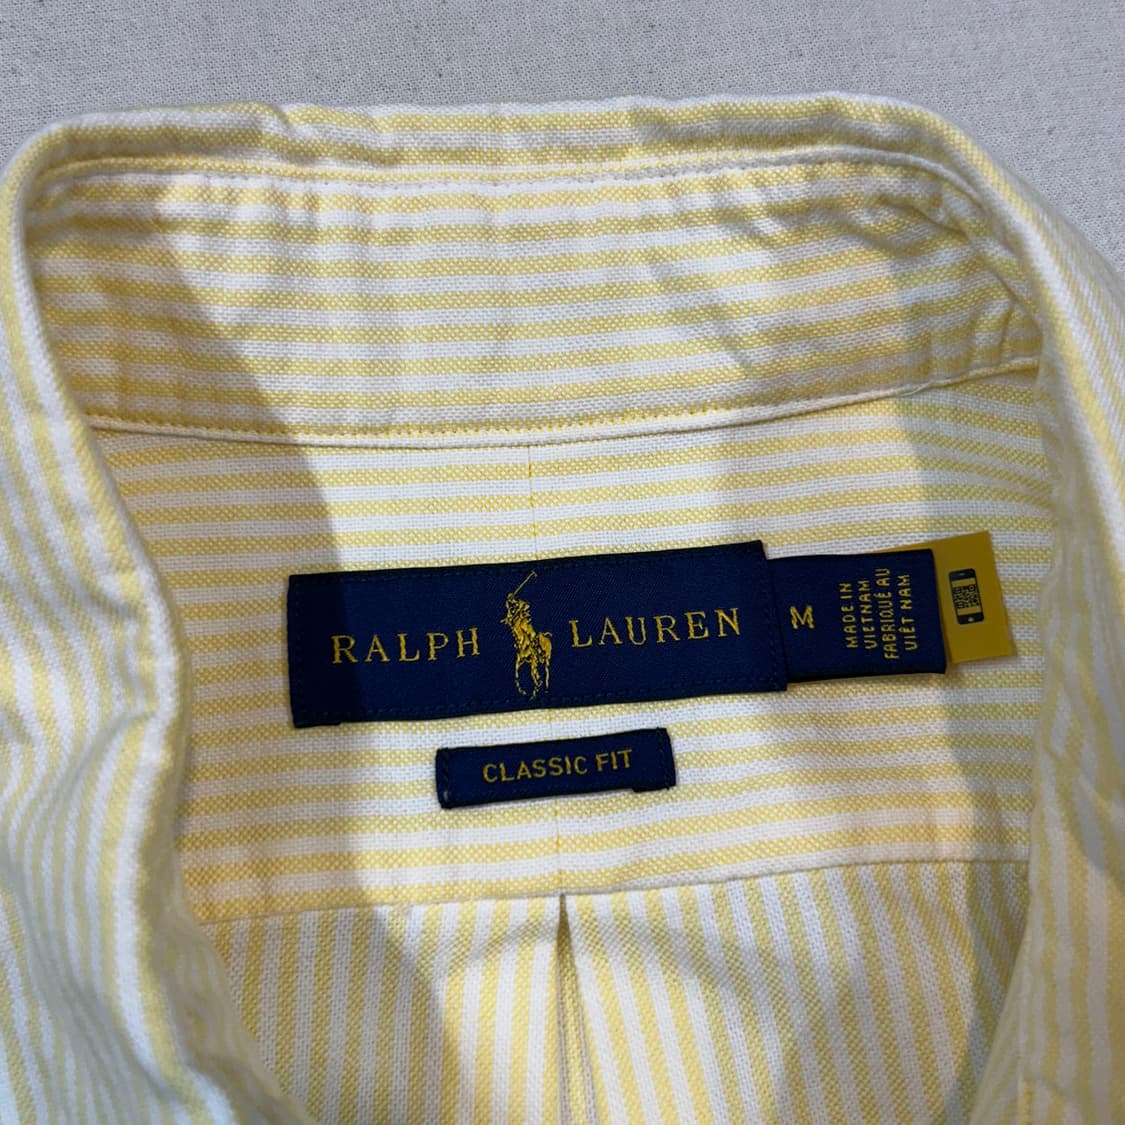 RALPH LAUREN
M
MADE IN
VIETNAM
FABRIQUÉ AU
VIÊT NAM
CLASSIC FIT